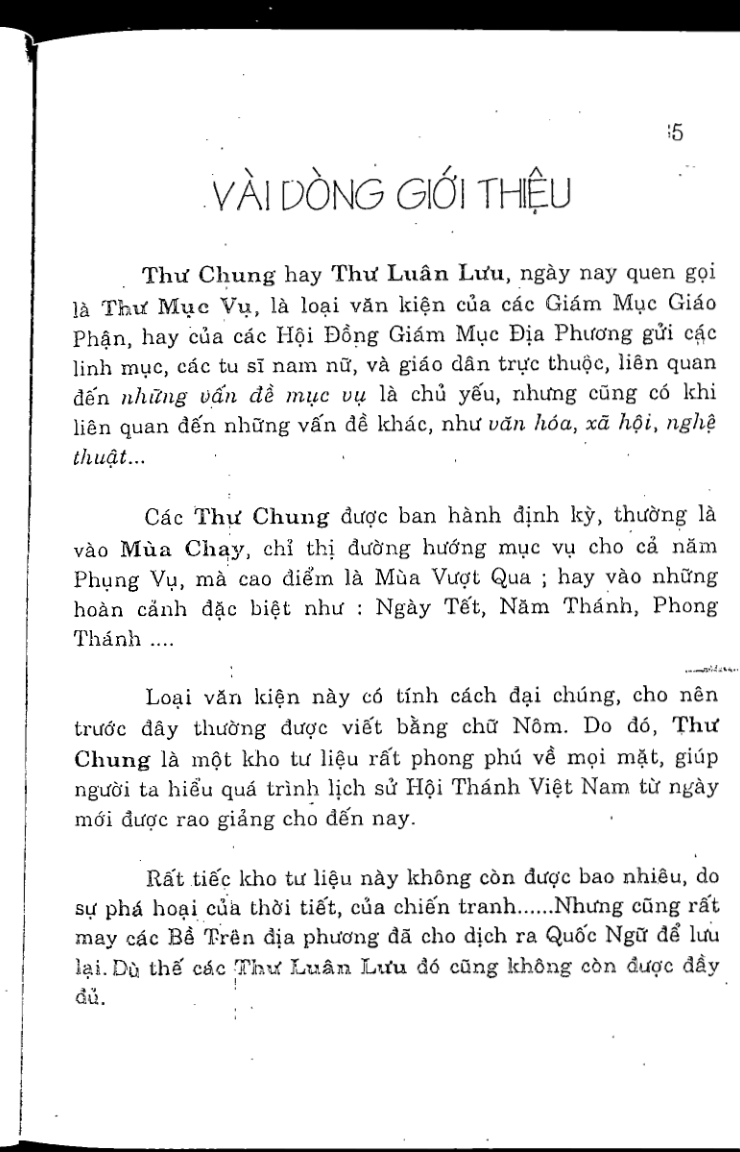 5
VÀI DÒNG GIỚI THIỆU
Thư Chung hay Thư Luân Lưu, ngày nay quen gọi
là Thư Mục Vụ, là loại văn kiện của các Giám Mục Giáo
Phận, hay của các Hội Đồng Giám Mục Địa Phương gửi các
linh mục, các tu sĩ nam nữ, và giáo dân trực thuộc, liên quan
đến những vấn đề mục vụ là chủ yếu, nhưng cũng có khi
liên quan đến những vấn đề khác, như văn hóa, xã hội, nghệ
thuật...
Các Thư Chung được ban hành định kỳ, thường là
vào Mùa Chay, chỉ thị đường hướng mục vụ cho cả năm
Phụng Vụ, mà cao điểm là Mùa Vượt Qua ; hay vào những
hoàn cảnh đặc biệt như : Ngày Tết, Năm Thánh, Phong
Thánh ....
Loại văn kiện này có tính cách đại chúng, cho nên
trước đây thường được viết bằng chữ Nôm. Do đó, Thư
Chung là một kho tư liệu rất phong phú về mọi mặt, giúp
người ta hiểu quá trình lịch sử Hội Thánh Việt Nam từ ngày
mới được rao giảng cho đến nay.
Rất tiếc kho tư liệu này không còn được bao nhiêu, do
sự phá hoại của thời tiết, của chiến tranh......Nhưng cũng rất
may các Bề Trên địa phương đã cho dịch ra Quốc Ngữ để lưu
lại. Dù thế các Thư Luân Lưu đó cũng không còn được đầy
đủ.